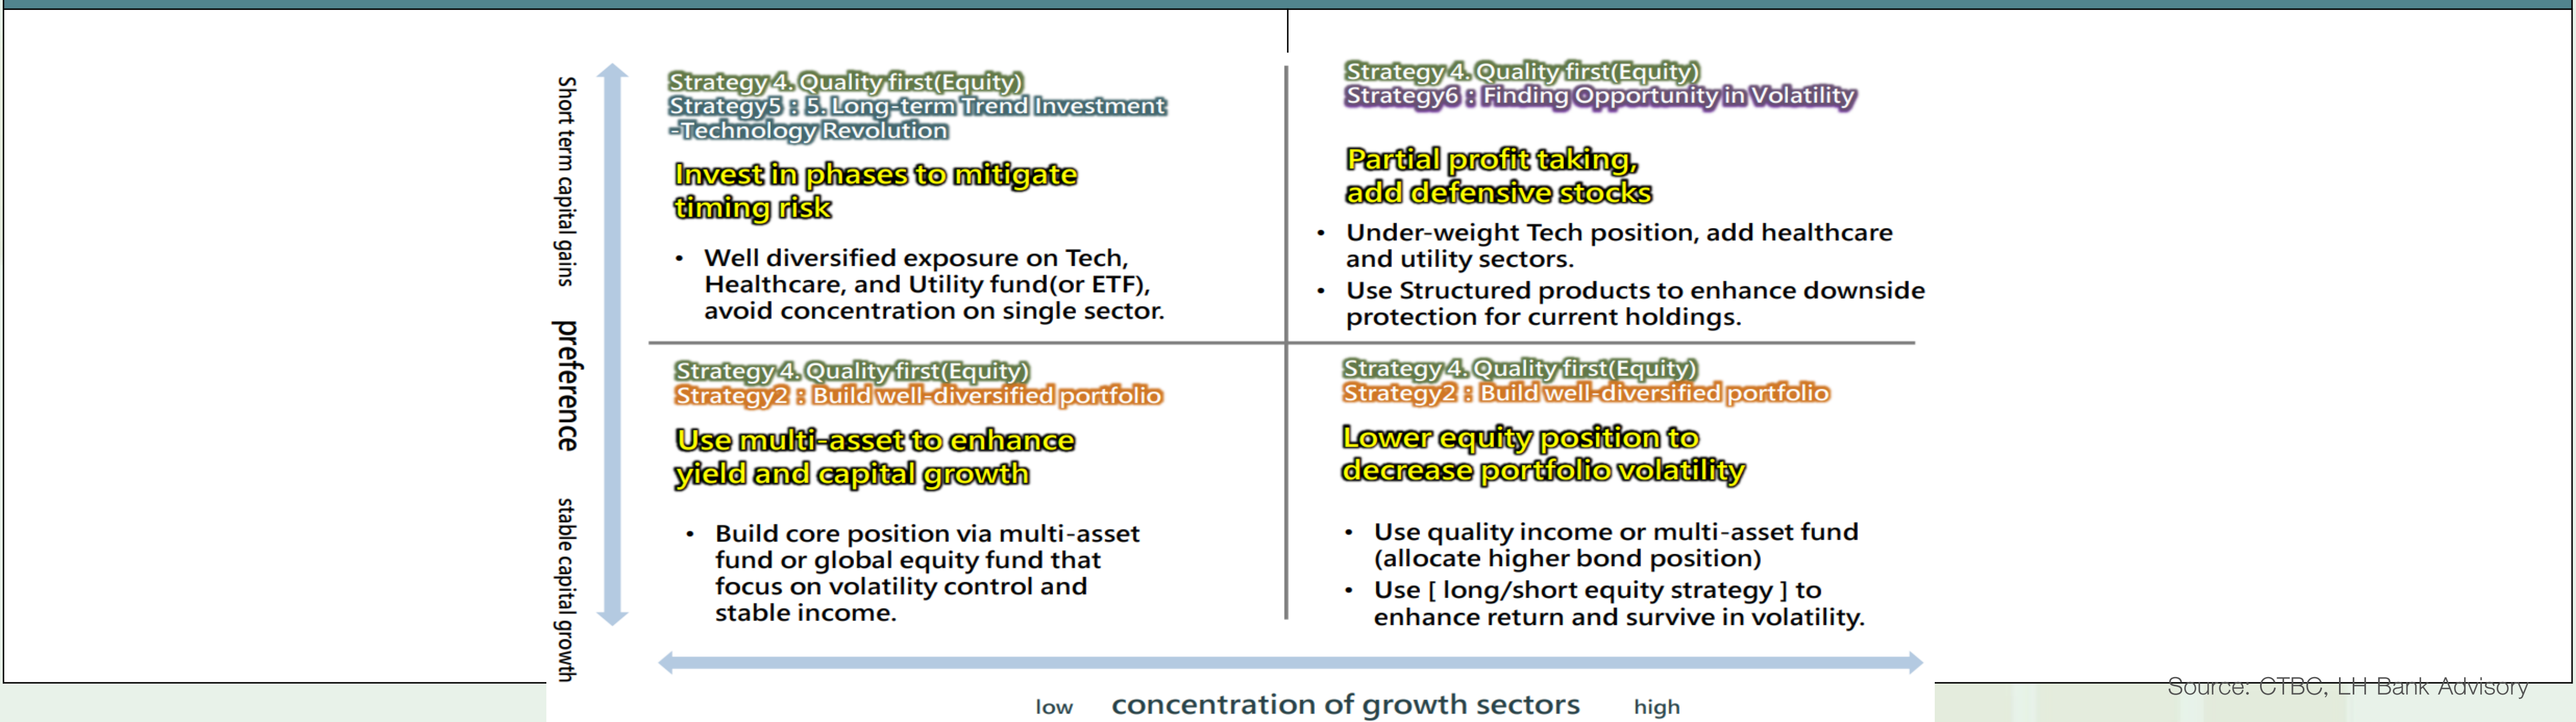 Short term capital gains
preference
stable capital growth
Strategy 4. Quality first(Equity)
Strategy5 : 5. Long-term Trend Investment
-Technology Revolution
Invest in phases to mitigate
timing risk
• Well diversified exposure on Tech,
Healthcare, and Utility fund(or ETF),
avoid concentration on single sector.
Strategy 4. Quality first(Equity)
Strategy6 : Finding Opportunity in Volatility
Partial profit taking,
add defensive stocks
• Under-weight Tech position, add healthcare
and utility sectors.
• Use Structured products to enhance downside
protection for current holdings.
Strategy 4. Quality first(Equity)
Strategy2 : Build well-diversified portfolio
Use multi-asset to enhance
yield and capital growth
• Build core position via multi-asset
fund or global equity fund that
focus on volatility control and
stable income.
Strategy 4. Quality first(Equity)
Strategy2 : Build well-diversified portfolio
Lower equity position to
decrease portfolio volatility
• Use quality income or multi-asset fund
(allocate higher bond position)
• Use [ long/short equity strategy ] to
enhance return and survive in volatility.
low concentration of growth sectors high
Source: CTBC, LH Bank Advisory